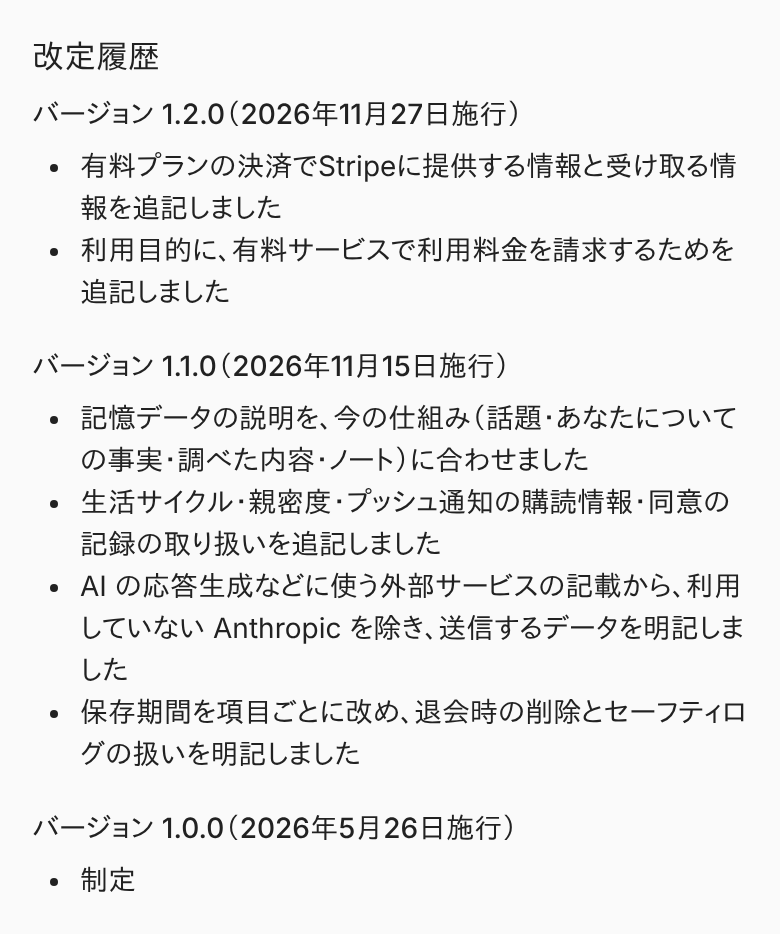 改定履歴
バージョン 1.2.0（2026年11月27日施行）
• 有料プランの決済でStripeに提供する情報と受け取る情
報を追記しました
• 利用目的に、有料サービスで利用料金を請求するためを
追記しました
バージョン 1.1.0（2026年11月15日施行）
• 記憶データの説明を、今の仕組み（話題・あなたについて
の事実・調べた内容・ノート）に合わせました
• 生活サイクル・親密度・プッシュ通知の購読情報・同意の
記録の取り扱いを追記しました
• AI の応答生成などに使う外部サービスの記載から、利用
していない Anthropic を除き、送信するデータを明記しま
した
• 保存期間を項目ごとに改め、退会時の削除とセーフティロ
グの扱いを明記しました
バージョン 1.0.0（2026年5月26日施行）
• 制定